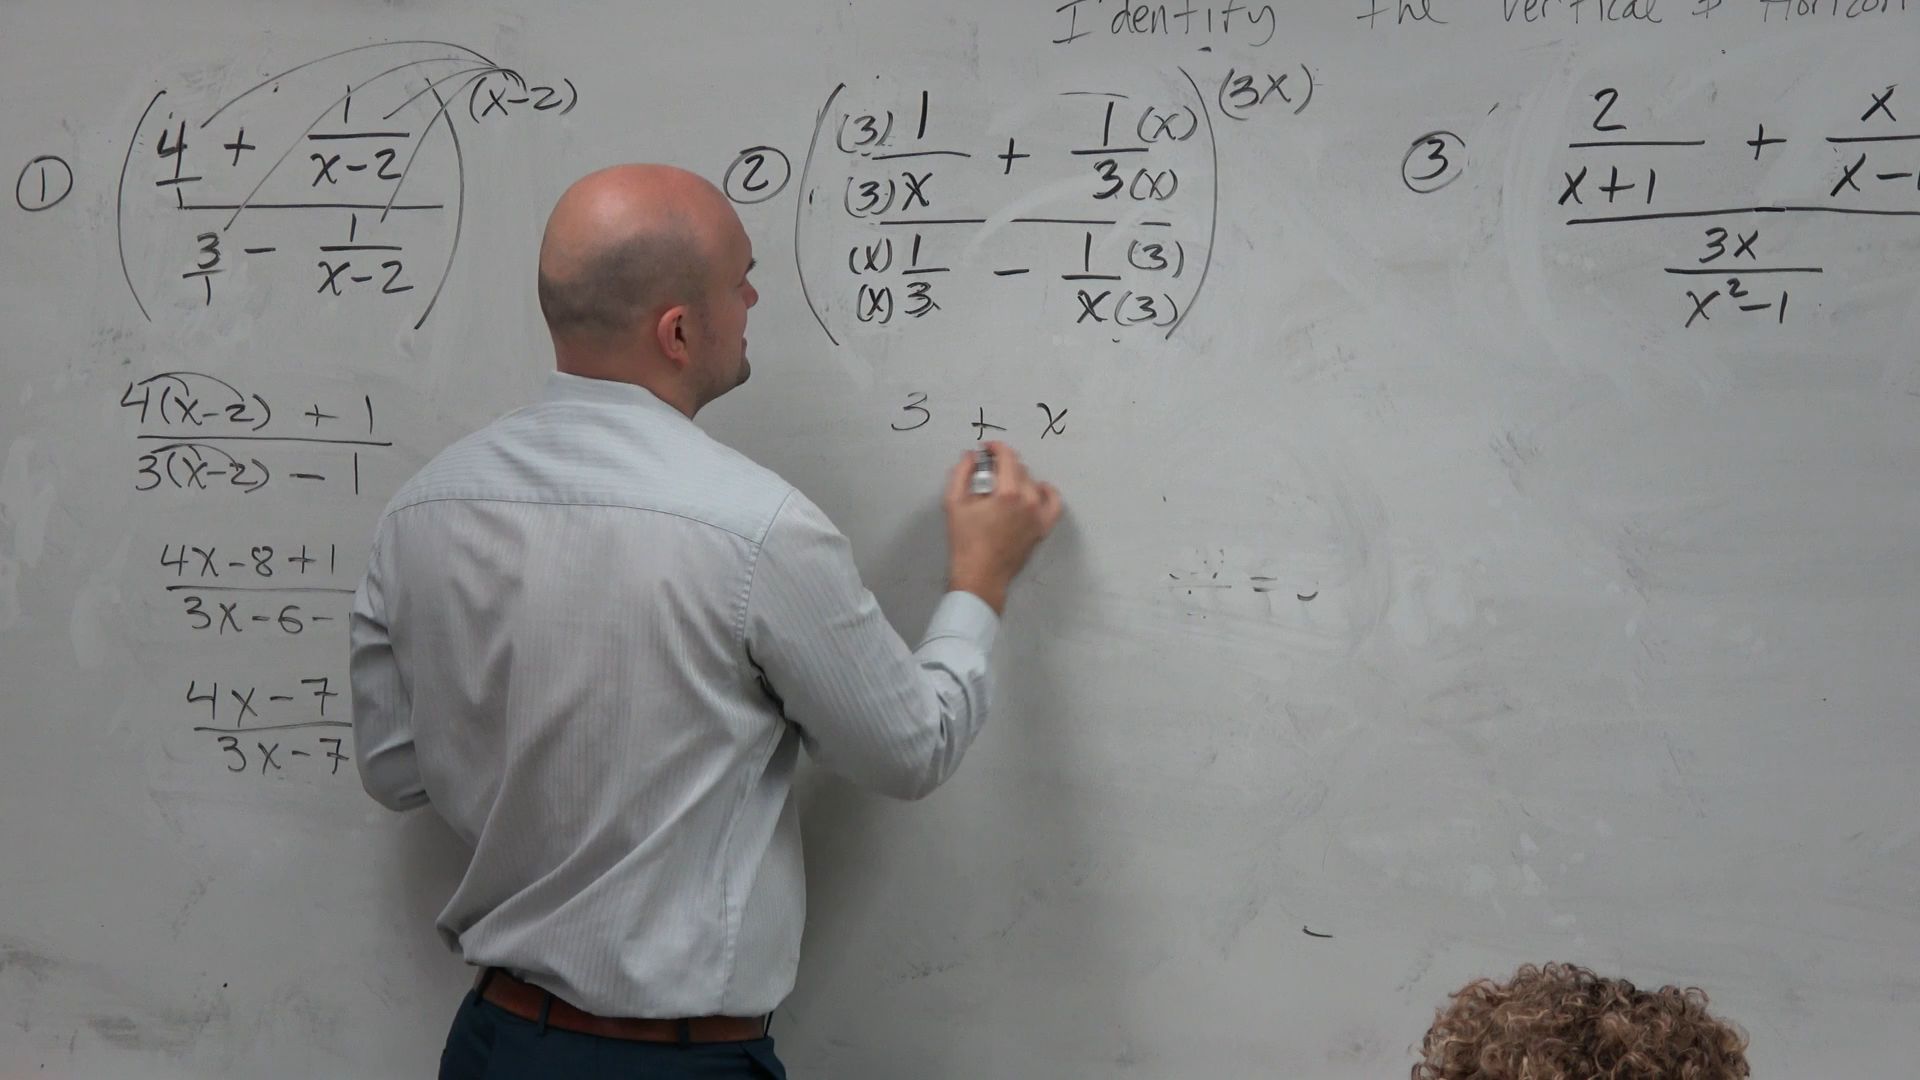 Identify the Vertical & Horizon
① (4/1 + 1/(x-2)) / (3/1 - 1/(x-2)) (x-2)
4(x-2) + 1
3(x-2) - 1
4x-8+1
3x-6-
4x-7
3x-7
② ((3)1/(3)x + 1(x)/3(x)) / ((x)1/(x)3 - 1(3)/x(3)) (3x)
3 + x
③ 2/(x+1) + x/(x-1
3x
x²-1